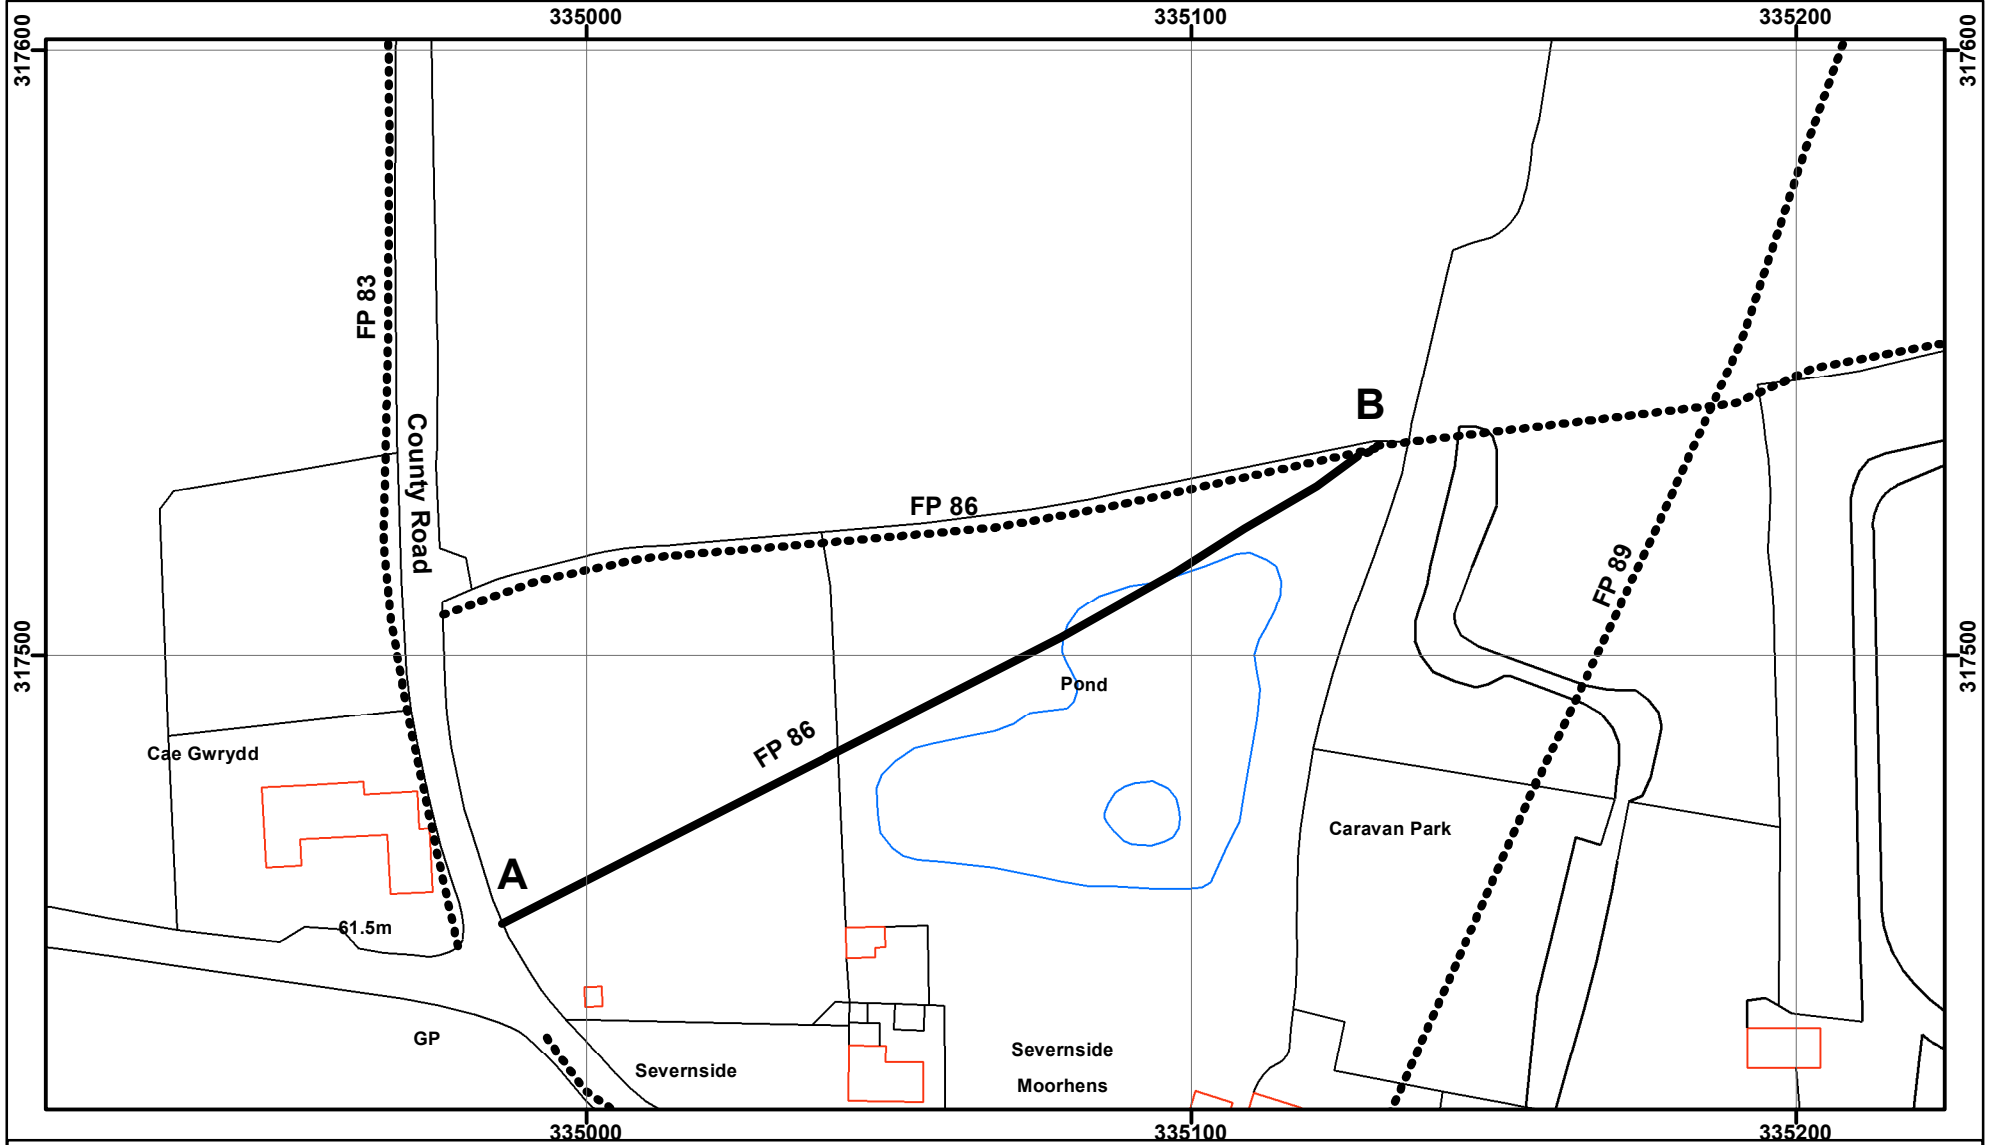 335000
335100
335200
317600
317600
FP 83
B
County Road
FP 86
FP 89
317500
317500
Pond
FP 86
Cae Gwrydd
Caravan Park
A
61.5m
GP
Severnside
Severnside
Moorhens
335000
335100
335200